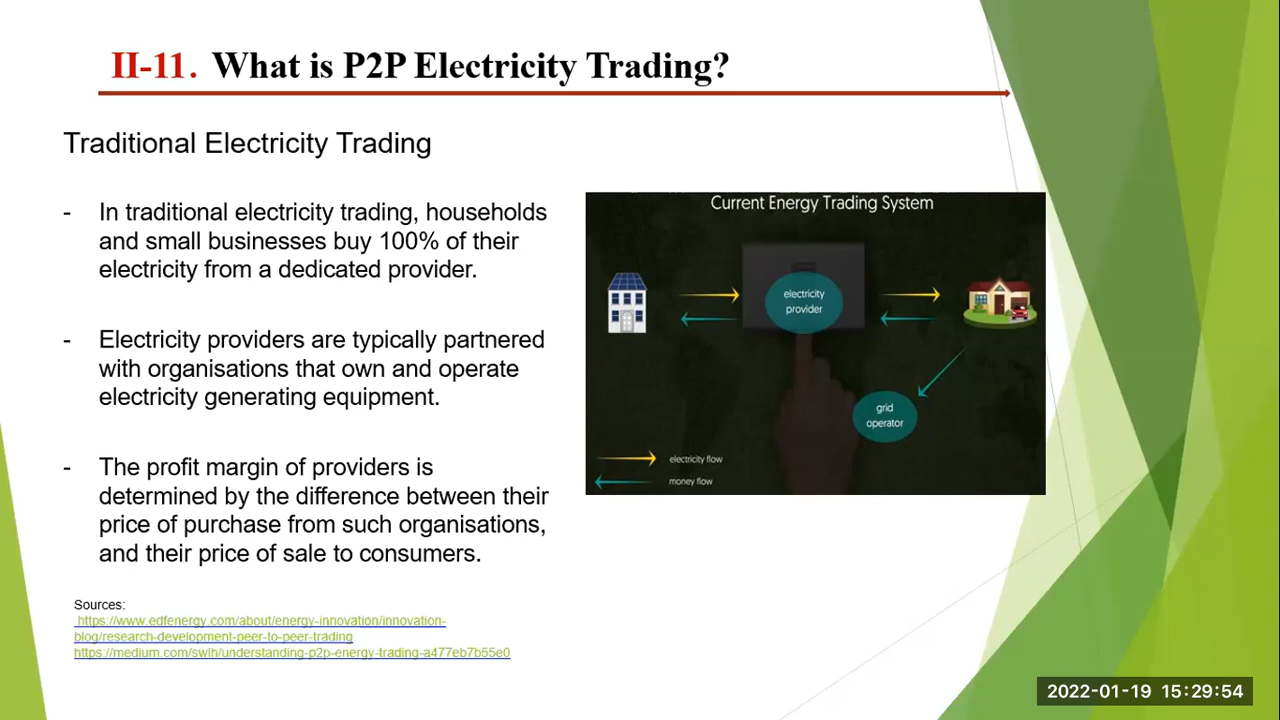 II-11. What is P2P Electricity Trading?
Traditional Electricity Trading
- In traditional electricity trading, households
and small businesses buy 100% of their
electricity from a dedicated provider.
- Electricity providers are typically partnered
with organisations that own and operate
electricity generating equipment.
- The profit margin of providers is
determined by the difference between their
price of purchase from such organisations,
and their price of sale to consumers.
Sources:
https://www.edfenergy.com/about/energy-innovation/innovation-
blog/research-development-peer-to-peer-trading
https://medium.com/swlh/understanding-p2p-energy-trading-a477eb7b55e0
Current Energy Trading System
electricity
provider
grid
operator
electricity flow
money flow
2022-01-19 15:29:54